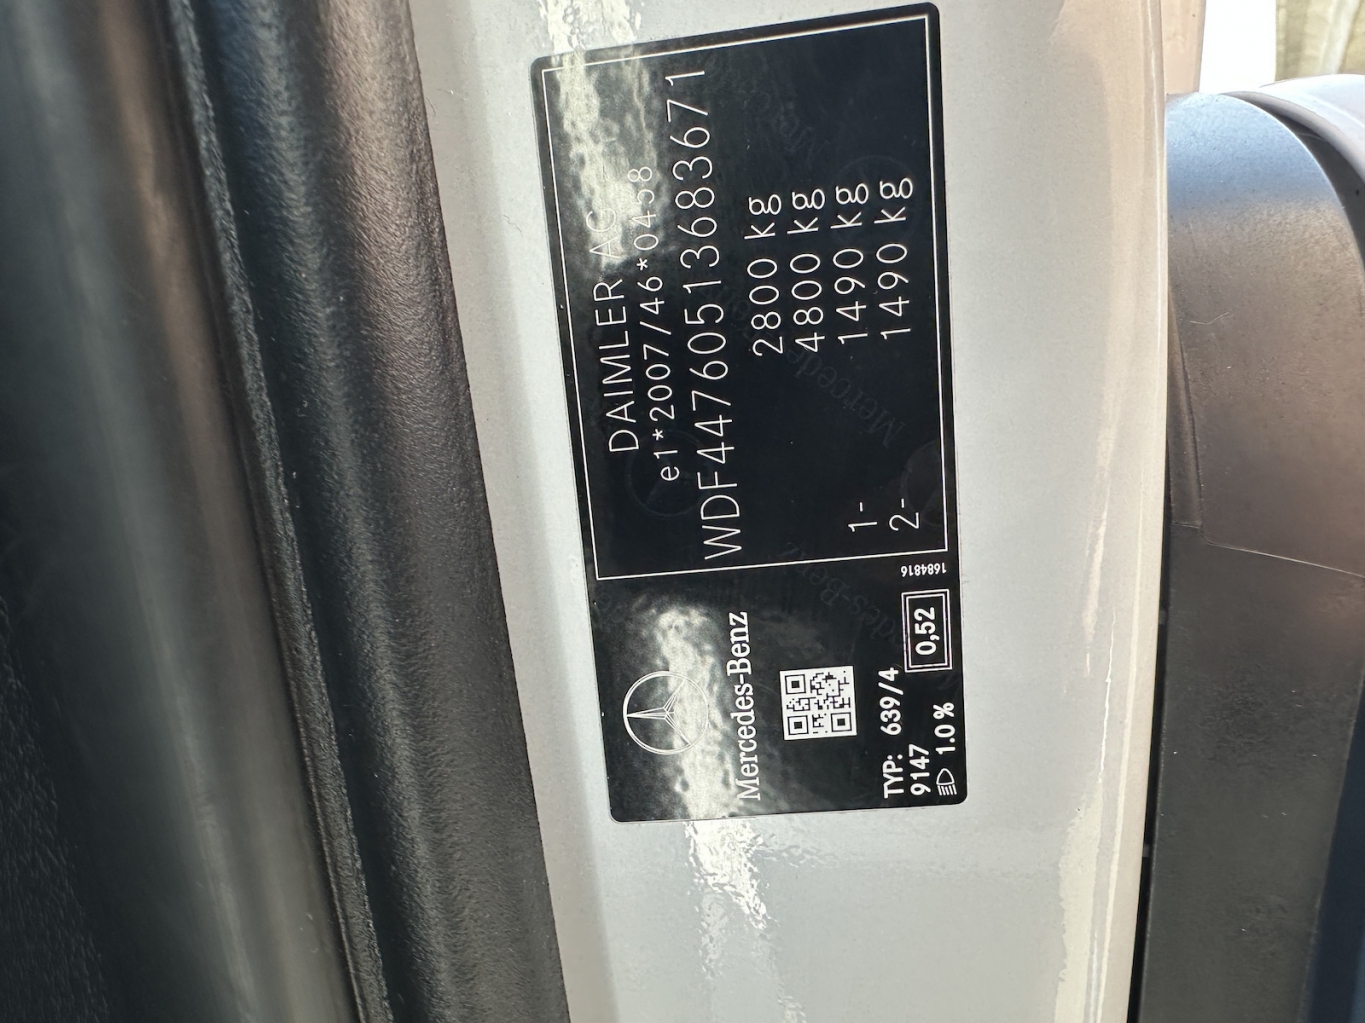 DAIMLER AG
e1*2007/46*0458
WDF44760513683671
2800 kg
4800 kg
1- 1490 kg
2- 1490 kg
1684816
Mercedes-Benz
TYP: 639/4
9147
0,52
1.0 %